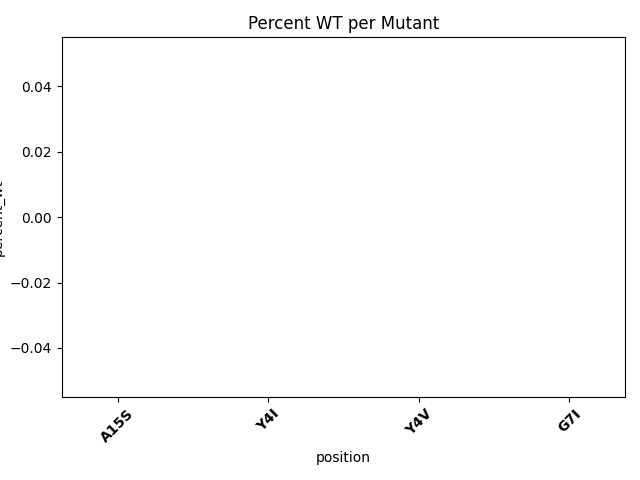 Percent WT per Mutant
0.04
0.02
0.00
−0.02
−0.04
percent_wt
A15S
Y4I
Y4V
G7I
position